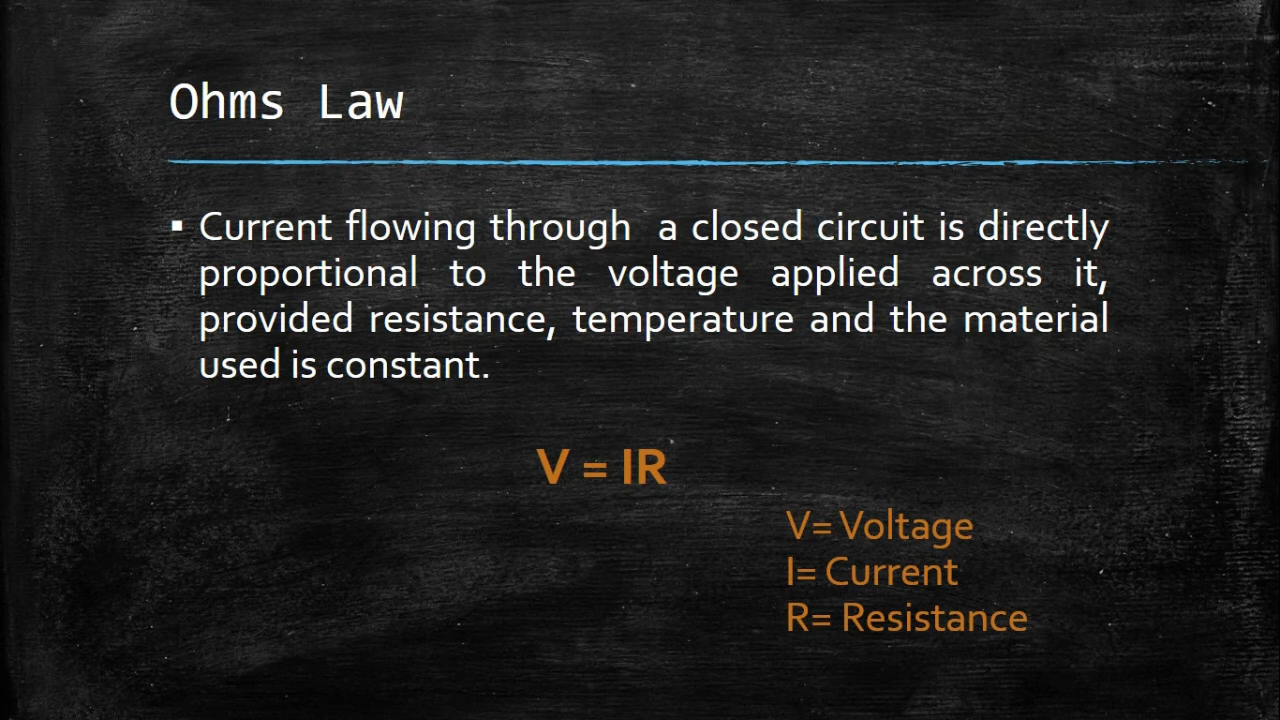 Ohms Law
▪ Current flowing through  a closed circuit is directly
proportional to the voltage applied across it,
provided resistance, temperature and the material
used is constant.
V = IR
V= Voltage
I= Current
R= Resistance